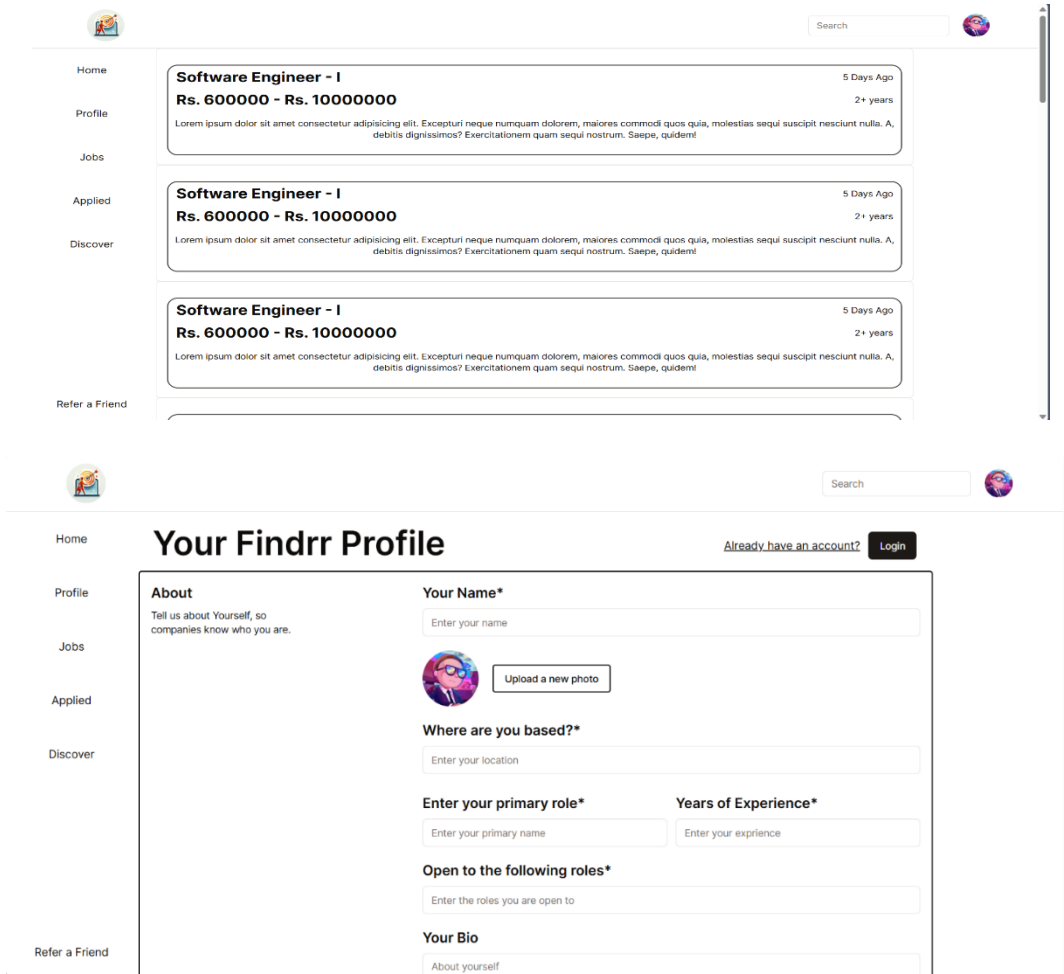 Search
Home
Profile
Jobs
Applied
Discover
Refer a Friend
Software Engineer - I
5 Days Ago
Rs. 600000 - Rs. 10000000
2+ years
Lorem ipsum dolor sit amet consectetur adipisicing elit. Excepturi neque numquam dolorem, maiores commodi quos quia, molestias sequi suscipit nesciunt nulla. A,
debitis dignissimos? Exercitationem quam sequi nostrum. Saepe, quidem!
Software Engineer - I
5 Days Ago
Rs. 600000 - Rs. 10000000
2+ years
Lorem ipsum dolor sit amet consectetur adipisicing elit. Excepturi neque numquam dolorem, maiores commodi quos quia, molestias sequi suscipit nesciunt nulla. A,
debitis dignissimos? Exercitationem quam sequi nostrum. Saepe, quidem!
Software Engineer - I
5 Days Ago
Rs. 600000 - Rs. 10000000
2+ years
Lorem ipsum dolor sit amet consectetur adipisicing elit. Excepturi neque numquam dolorem, maiores commodi quos quia, molestias sequi suscipit nesciunt nulla. A,
debitis dignissimos? Exercitationem quam sequi nostrum. Saepe, quidem!
Search
Home
Profile
Jobs
Applied
Discover
Refer a Friend
Your Findrr Profile
Already have an account?
Login
About
Tell us about Yourself, so
companies know who you are.
Your Name*
Enter your name
Upload a new photo
Where are you based?*
Enter your location
Enter your primary role*
Years of Experience*
Enter your primary name
Enter your exprience
Open to the following roles*
Enter the roles you are open to
Your Bio
About yourself